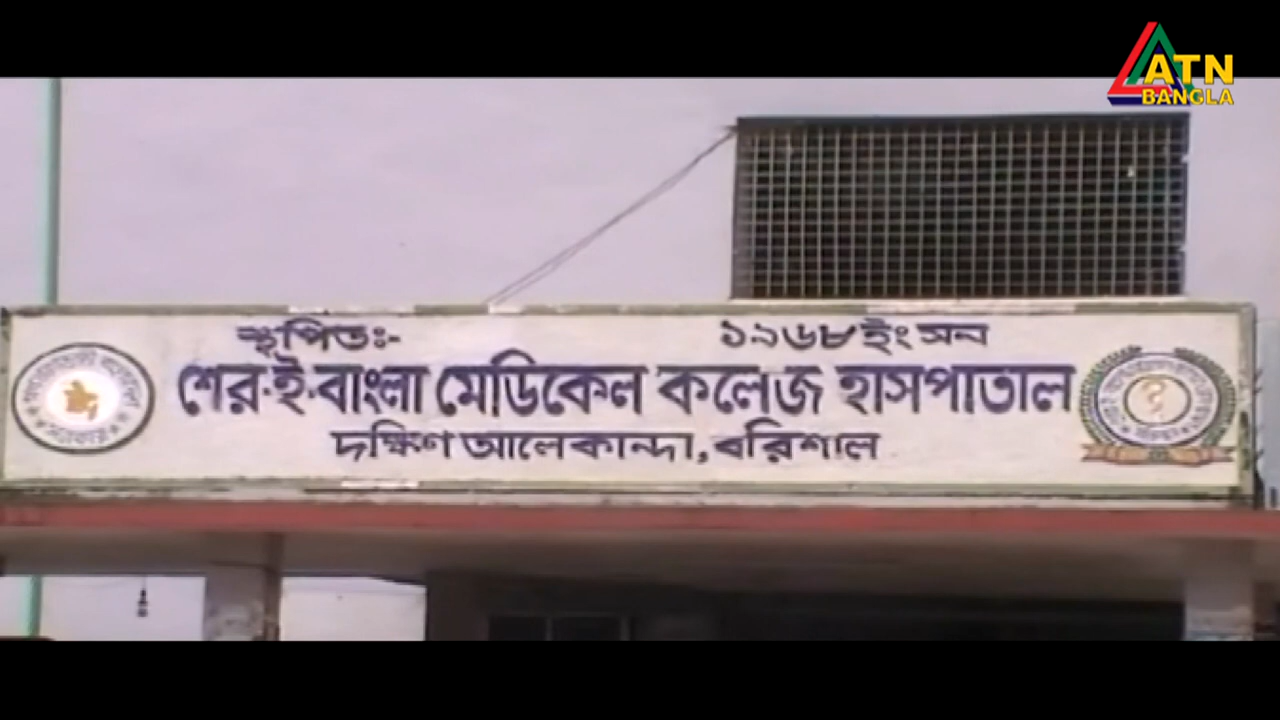 ATN
BANGLA
স্থাপিতঃ- ১৯৬৮ইং সন
শের-ই-বাংলা মেডিকেল কলেজ হাসপাতাল
দক্ষিণ আলেকান্দা, বরিশাল